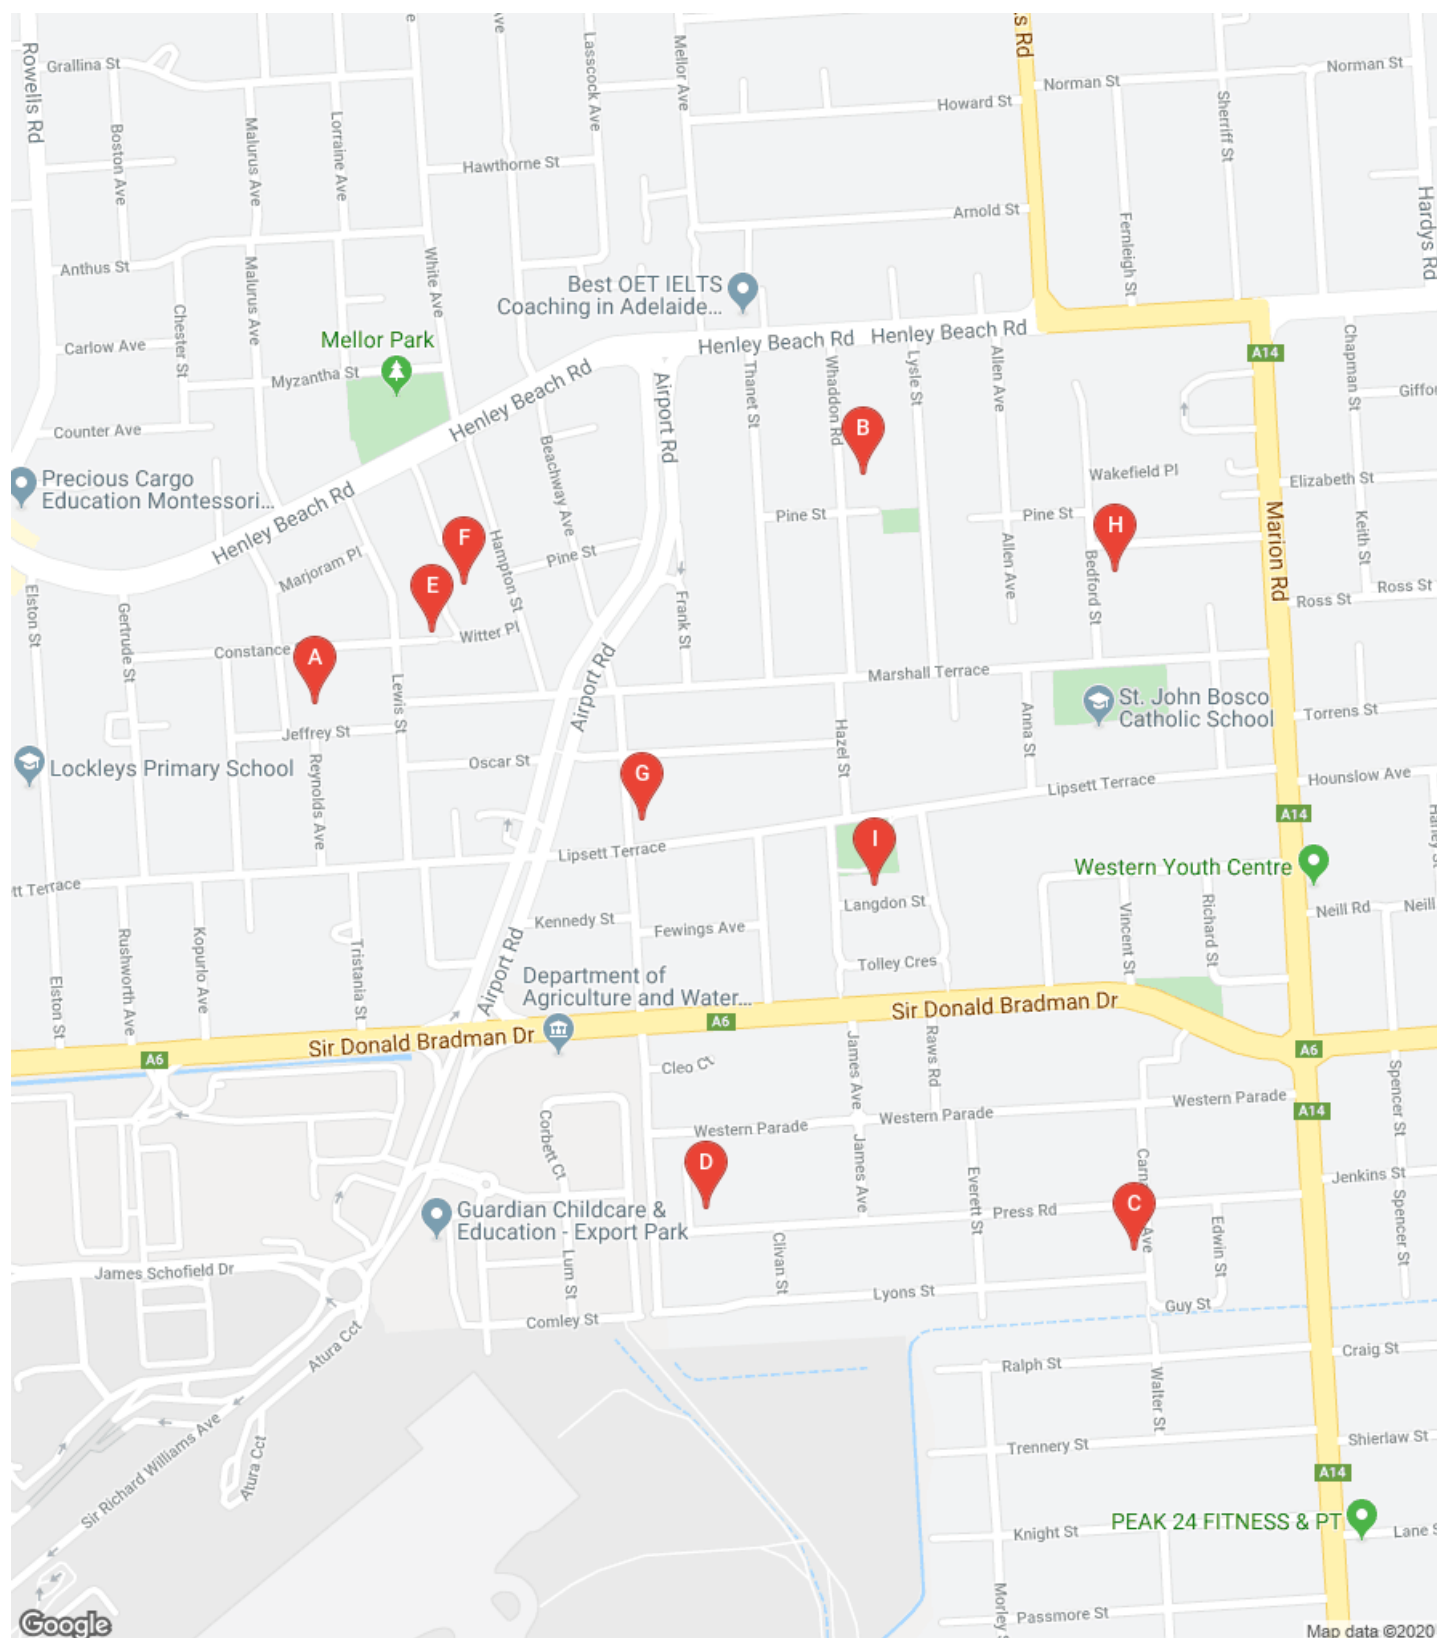 s Rd
Rowells Rd
Grallina St
Boston Ave
Malurus Ave
Lorraine Ave
Lasscock Ave
Mellor Ave
Howard St
Norman St
Norman St
Sherriff St
Hawthorne St
Arnold St
Fernleigh St
Hardys Rd
Anthus St
Malurus Ave
White Ave
Chester St
Carlow Ave
Best OET IELTS
Coaching in Adelaide...
Mellor Park
Myzantha St
Henley Beach Rd
Henley Beach Rd
Henley Beach Rd
Airport Rd
Thanet St
Whaddon Rd
Lysle St
Allen Ave
A14
Chapman St
Giffo
Counter Ave
Beachway Ave
B
Precious Cargo
Education Montessori...
Henley Beach Rd
Wakefield Pl
Elizabeth St
Pine St
Pine St
H
Marion Rd
Keith St
F
Hampton St
Pine St
Marjoram Pl
E
Allen Ave
Bedford St
Ross St
Ross St
Elston St
Gertrude St
Frank St
Witter Pl
Constance
A
Airport Rd
Marshall Terrace
Lewis St
St. John Bosco
Catholic School
Torrens St
Jeffrey St
Hazel St
Anna St
Lockleys Primary School
Oscar St
G
Reynolds Ave
Lipsett Terrace
Hounslow Ave
A14
I
Lipsett Terrace
Western Youth Centre
tt Terrace
Langdon St
Kennedy St
Fewings Ave
Vincent St
Richard St
Neill Rd
Neill
Rushworth Ave
Kopurlo Ave
Tristania St
Airport Rd
Tolley Cres
Elston St
Department of
Agriculture and Water...
Sir Donald Bradman Dr
A6
Sir Donald Bradman Dr
A6
A6
James Ave
Raws Rd
Cleo Ct
Spencer St
Western Parade
A14
Corbett Ct
Western Parade
Western Parade
James Ave
D
Everett St
Jenkins St
C
Ave
Press Rd
Guardian Childcare &
Education - Export Park
Edwin St
Spencer St
Clivan St
Lum St
James Schofield Dr
Lyons St
Guy St
Comley St
Atura Cct
Ralph St
Craig St
Walter St
Sir Richard Williams Ave
Atura Cct
Trennery St
Shierlaw St
A14
PEAK 24 FITNESS & PT
Knight St
Lane S
Morley S
Passmore St
Google
Map data ©2020